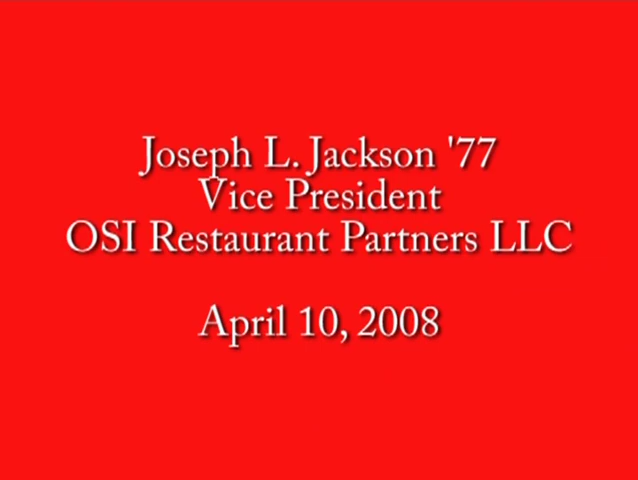 Joseph L. Jackson '77
Vice President
OSI Restaurant Partners LLC
April 10, 2008